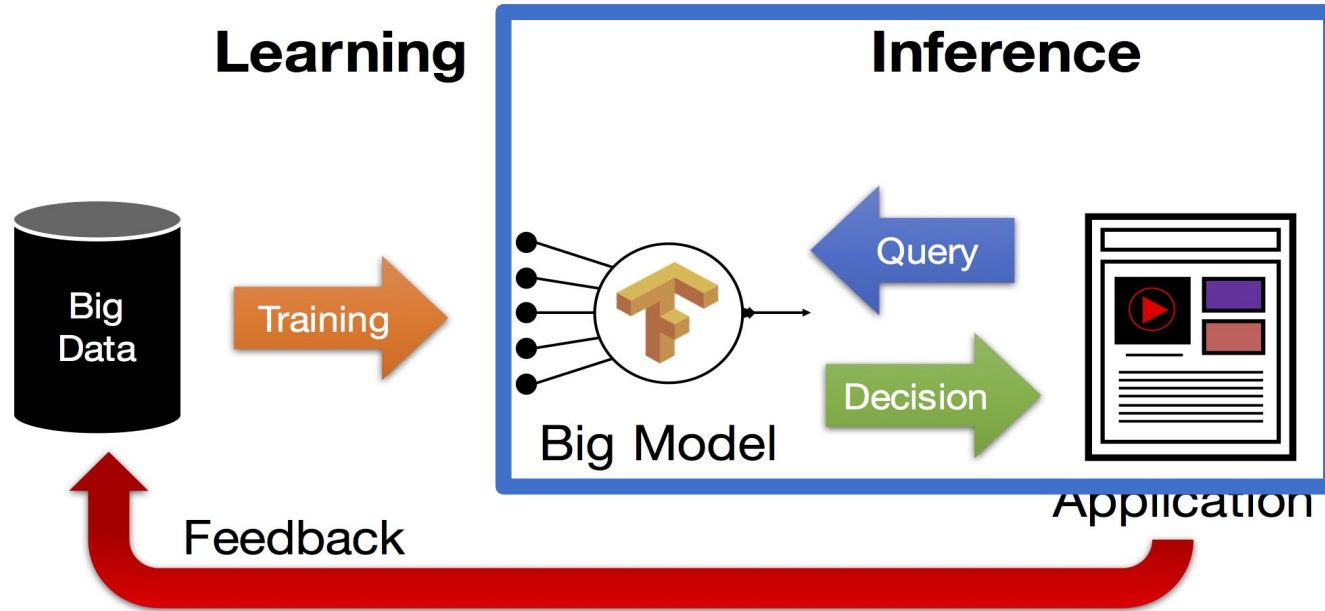 Learning
Inference
Big
Data
Training
Query
Decision
Big Model
Application
Feedback